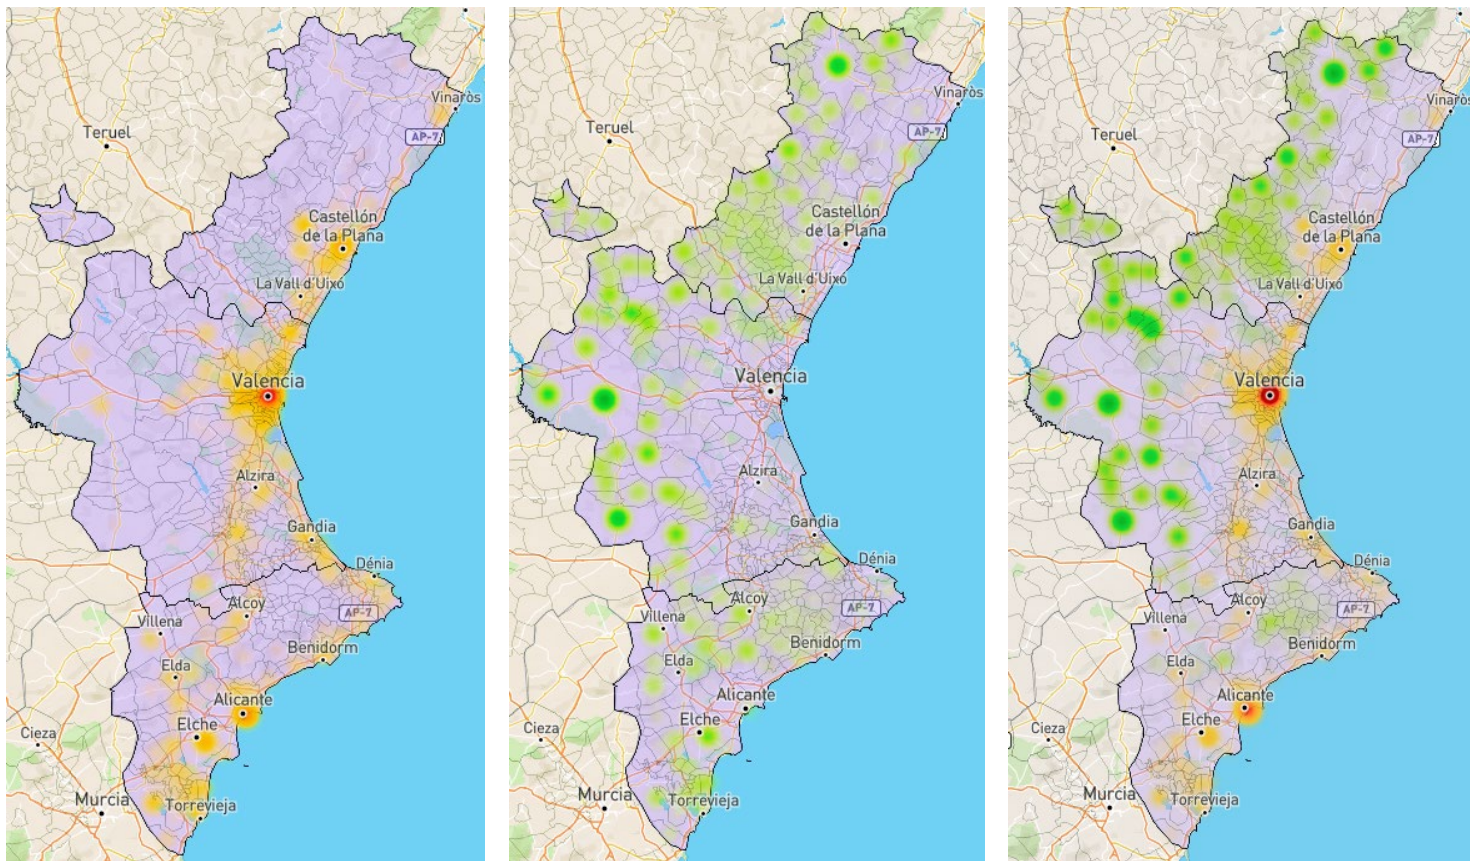 Vinaròs
Teruel
AP-7
Castellón
de la Plana
La Vall d'Uixó
Valencia
Alzira
Gandia
Dénia
Alcoy
AP-7
Villena
Benidorm
Elda
Alicante
Elche
Cieza
Murcia
Torrevieja
Vinaròs
Teruel
AP-7
Castellón
de la Plana
La Vall d'Uixó
Valencia
Alzira
Gandia
Dénia
Alcoy
AP-7
Villena
Benidorm
Elda
Alicante
Elche
Cieza
Murcia
Torrevieja
Vinaròs
Teruel
AP-7
Castellón
de la Plana
La Vall d'Uixó
Valencia
Alzira
Gandia
Dénia
Alcoy
AP-7
Villena
Benidorm
Elda
Alicante
Elche
Cieza
Murcia
Torrevieja